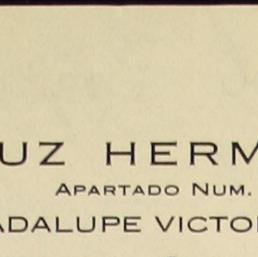 UZ HERM
APARTADO NUM.
ADALUPE VICTO